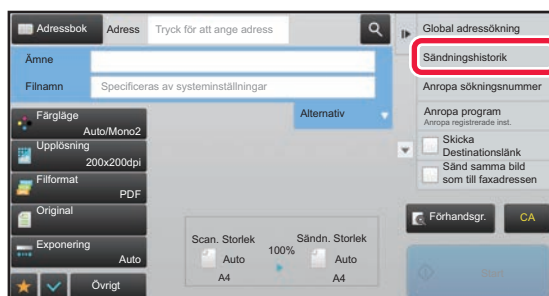 Adressbok
Adress
Tryck för att ange adress
Ämne
Filnamn
Specificeras av systeminställningar
Alternativ
Färgläge
Auto/Mono2
Upplösning
200x200dpi
Filformat
PDF
Original
Exponering
Auto
Övrigt
Scan. Storlek
100%
Sändn. Storlek
Auto
Auto
A4
A4
Global adressökning
Sändningshistorik
Anropa sökningsnummer
Anropa program
Anropa registrerade inst.
Skicka
Destinationslänk
Sänd samma bild
som till faxadressen
Förhandsgr.
CA
Start